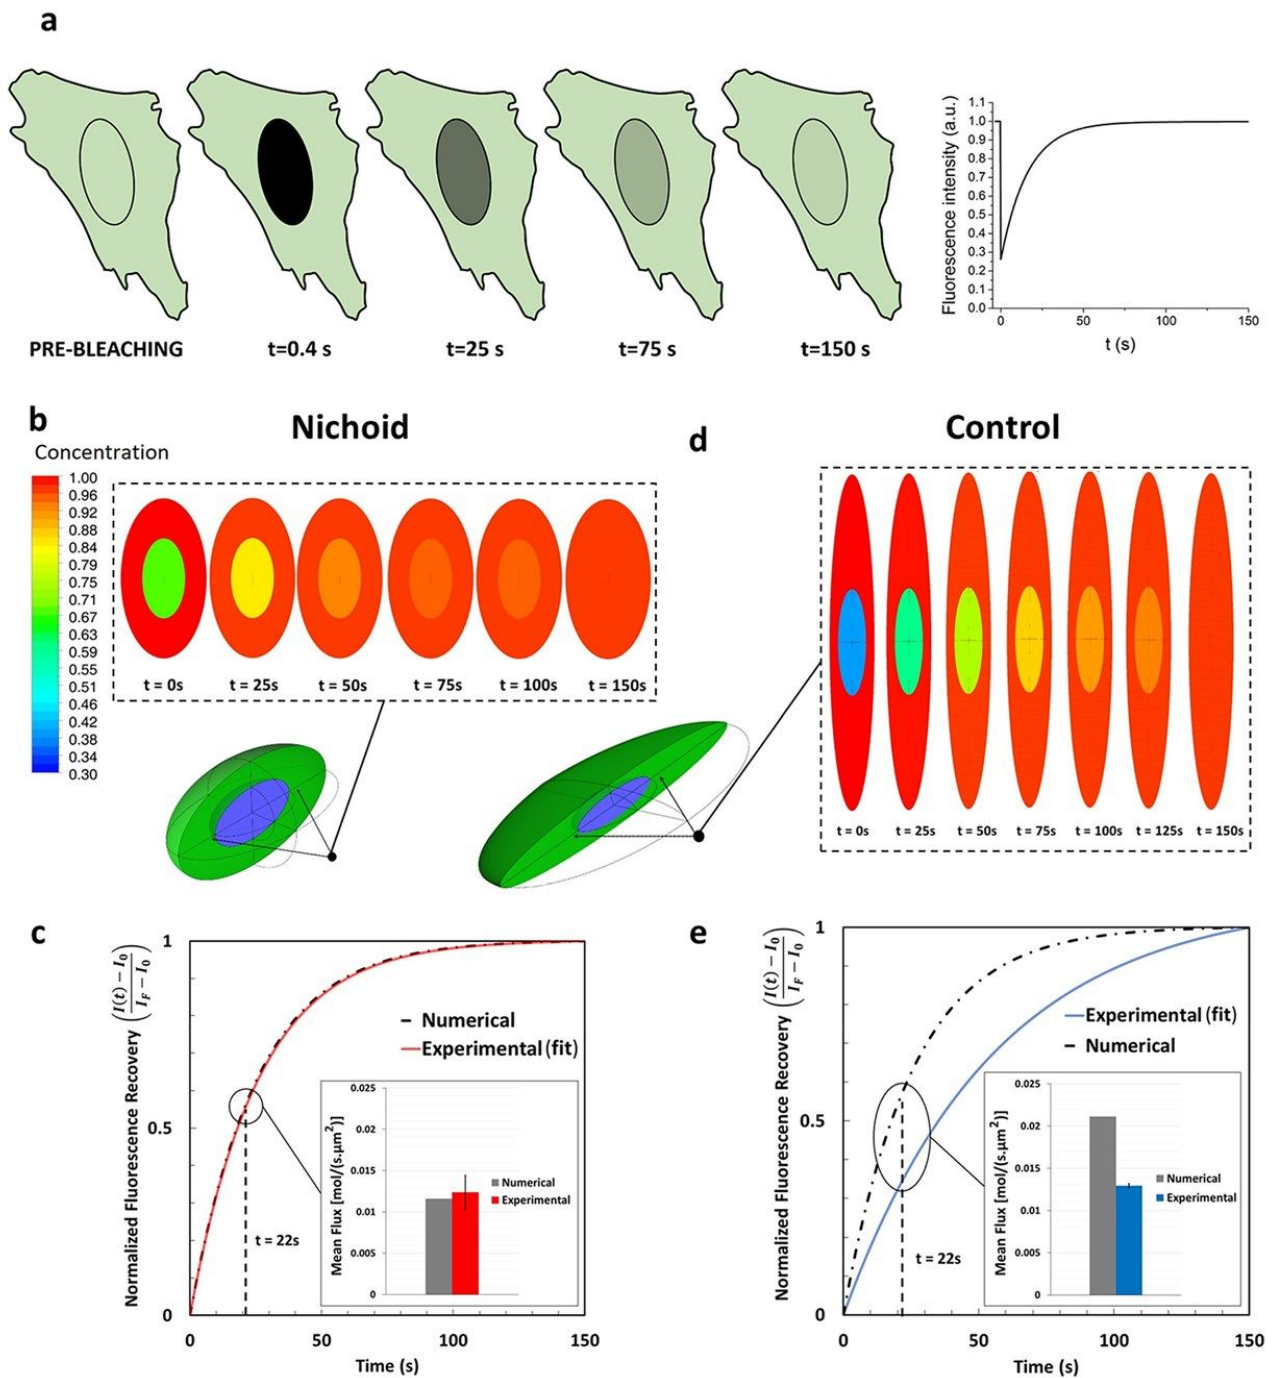 a
PRE-BLEACHING
t=0.4 s
t=25 s
t=75 s
t=150 s
Fluorescence intensity (a.u.)
1.1
1.0
0.9
0.8
0.7
0.6
0.5
0.4
0.3
0.2
0.1
0.0
0 50 100 150
t (s)
b
Nichoid
Concentration
1.00
0.96
0.92
0.88
0.84
0.79
0.75
0.71
0.67
0.63
0.59
0.55
0.51
0.46
0.42
0.38
0.34
0.30
t = 0s t = 25s t = 50s t = 75s t = 100s t = 150s
d
Control
t = 0s t = 25s t = 50s t = 75s t = 100s t = 125s t = 150s
c
Normalized Fluorescence Recovery (I(t) − I₀ / I_F − I₀)
1
0.5
0
0 50 100 150
Time (s)
Numerical
Experimental (fit)
t = 22s
Mean Flux [mol/(s.µm²)]
0.025
0.02
0.015
0.01
0.005
0
Numerical
Experimental
e
Normalized Fluorescence Recovery (I(t) − I₀ / I_F − I₀)
1
0.5
0
0 50 100 150
Time (s)
Experimental (fit)
Numerical
t = 22s
Mean Flux [mol/(s.µm²)]
0.025
0.02
0.015
0.01
0.005
0
Numerical
Experimental